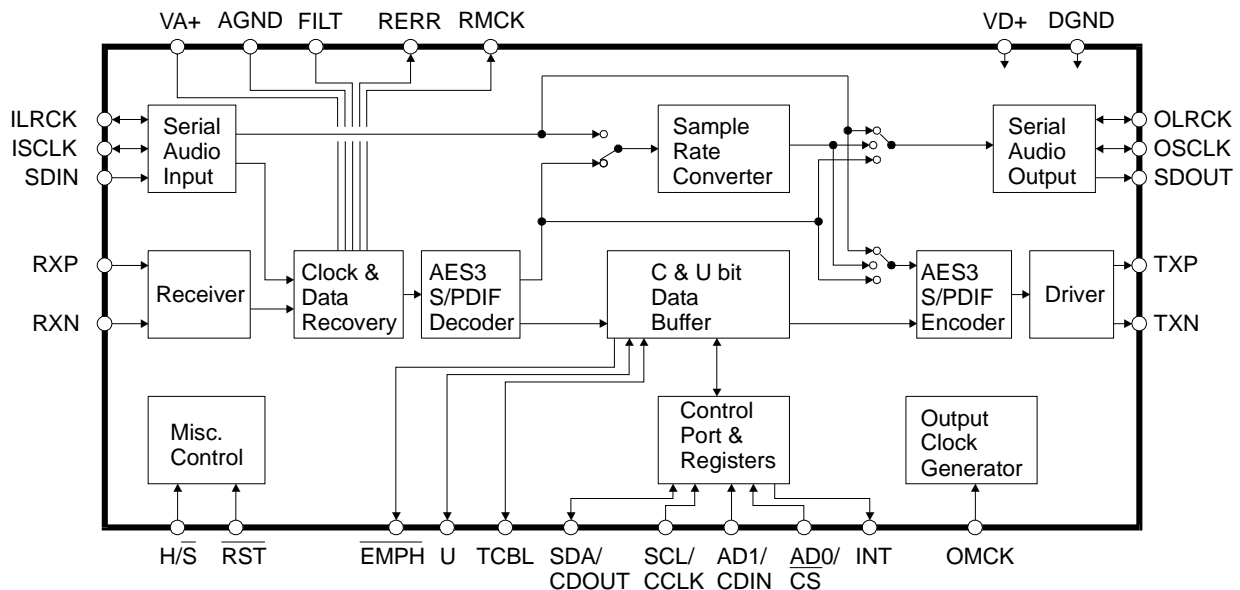 VA+ AGND FILT RERR RMCK VD+ DGND
ILRCK
ISCLK
SDIN
RXP
RXN
Serial
Audio
Input
Sample
Rate
Converter
Serial
Audio
Output
OLRCK
OSCLK
SDOUT
TXP
TXN
Receiver
Clock &
Data
Recovery
AES3
S/PDIF
Decoder
C & U bit
Data
Buffer
AES3
S/PDIF
Encoder
Driver
Misc.
Control
Control
Port &
Registers
Output
Clock
Generator
H/S̅
R̅S̅T̅
E̅M̅P̅H̅
U
TCBL
SDA/
CDOUT
SCL/
CCLK
AD1/
CDIN
AD0/
C̅S̅
INT
OMCK